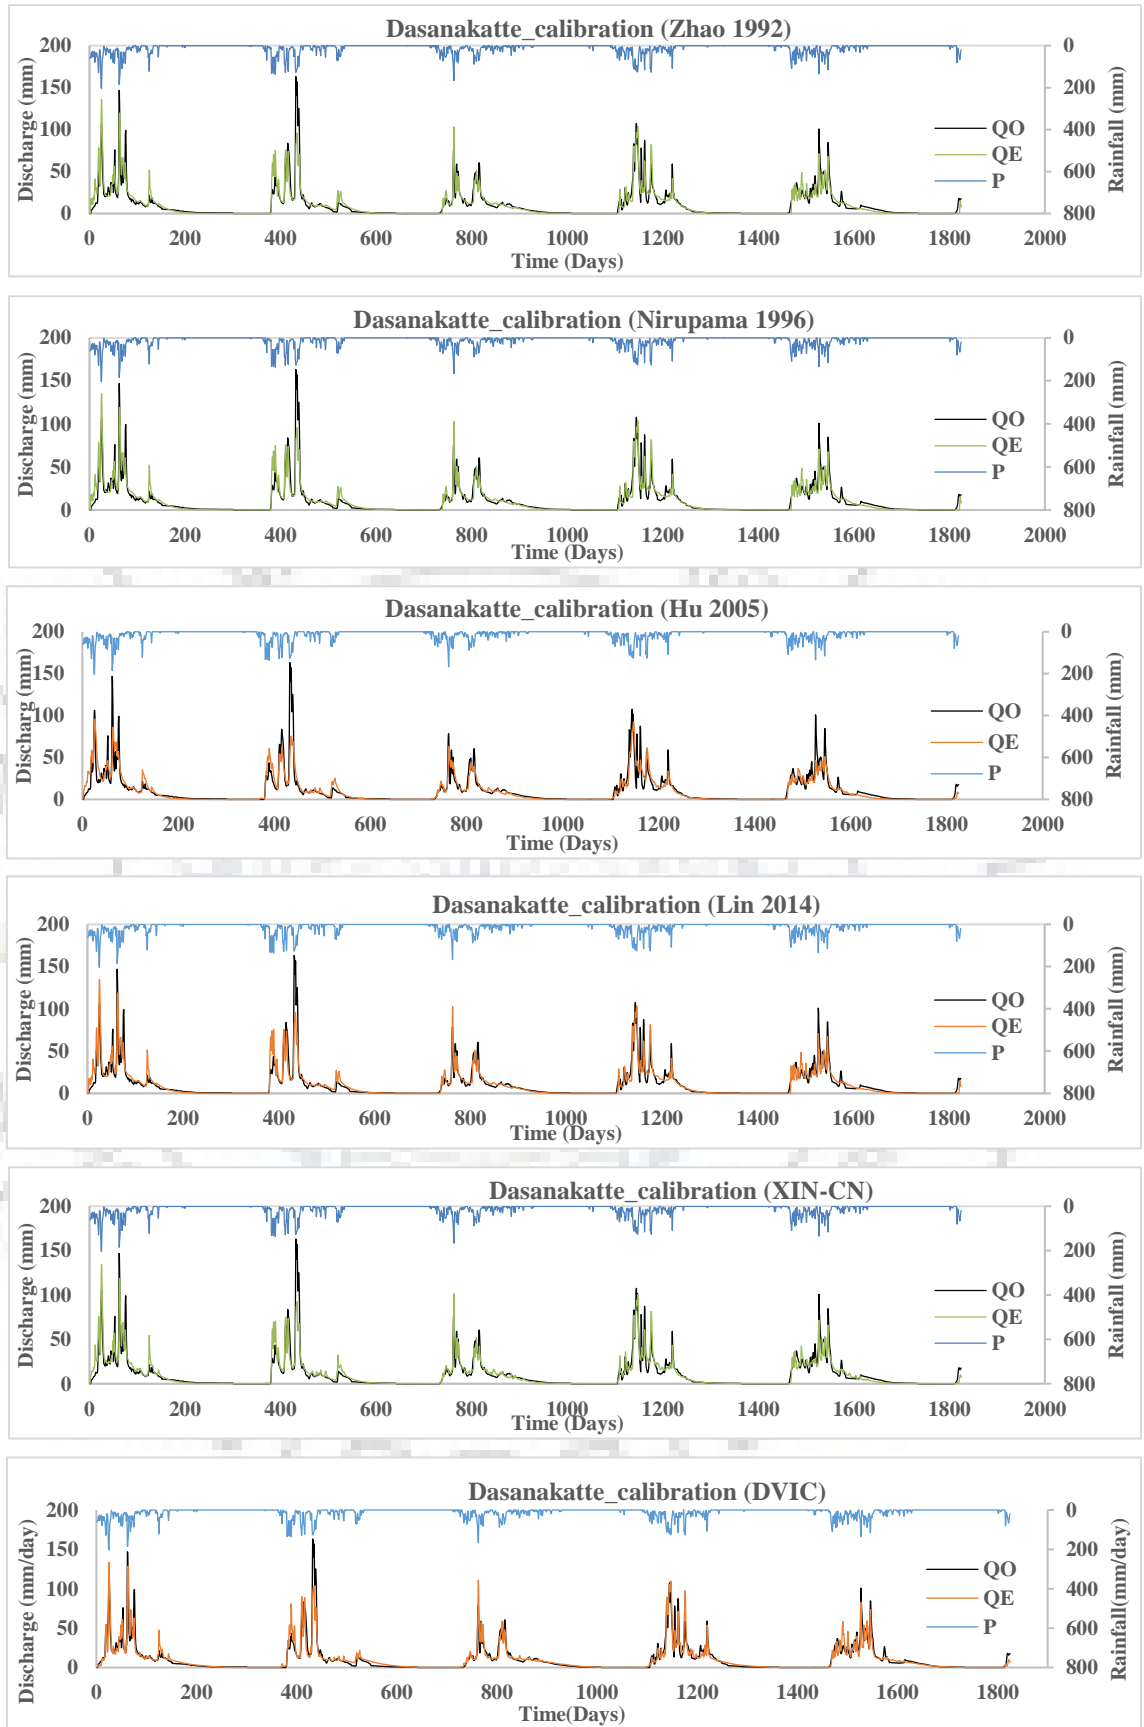 Dasanakatte_calibration (Zhao 1992)
Discharge (mm)
200
150
100
50
0
0
200
400
600
800
Rainfall (mm)
QO
QE
P
0 200 400 600 800 1000 1200 1400 1600 1800 2000
Time (Days)
Dasanakatte_calibration (Nirupama 1996)
Discharge (mm)
200
150
100
50
0
0
200
400
600
800
Rainfall (mm)
QO
QE
P
0 200 400 600 800 1000 1200 1400 1600 1800 2000
Time (Days)
Dasanakatte_calibration (Hu 2005)
Discharg (mm)
200
150
100
50
0
0
200
400
600
800
Rainfall (mm)
QO
QE
P
0 200 400 600 800 1000 1200 1400 1600 1800 2000
Time (Days)
Dasanakatte_calibration (Lin 2014)
Discharge (mm)
200
150
100
50
0
0
200
400
600
800
Rainfall (mm)
QO
QE
P
0 200 400 600 800 1000 1200 1400 1600 1800 2000
Time (Days)
Dasanakatte_calibration (XIN-CN)
Discharge (mm)
200
150
100
50
0
0
200
400
600
800
Rainfall (mm)
QO
QE
P
0 200 400 600 800 1000 1200 1400 1600 1800 2000
Time (Days)
Dasanakatte_calibration (DVIC)
Discharge (mm/day)
200
150
100
50
0
0
200
400
600
800
Rainfall(mm/day)
QO
QE
P
0 200 400 600 800 1000 1200 1400 1600 1800
Time(Days)